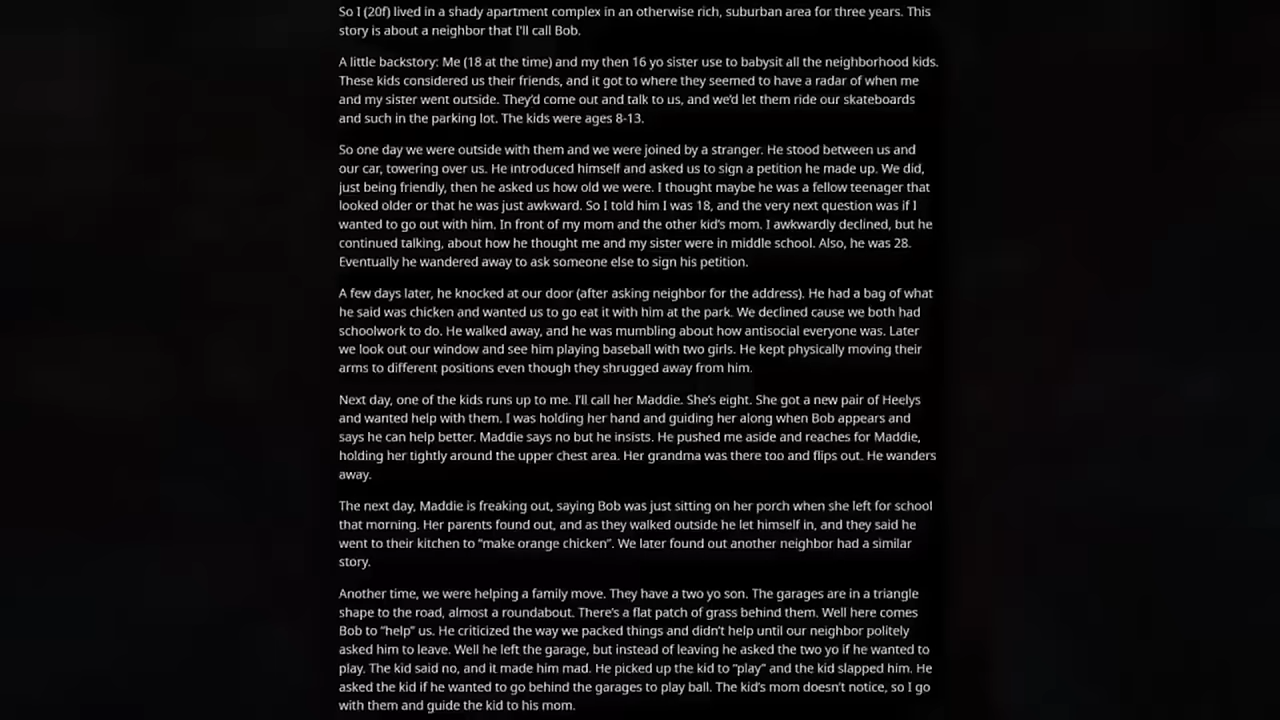 So I (20f) lived in a shady apartment complex in an otherwise rich, suburban area for three years. This
story is about a neighbor that I'll call Bob.
A little backstory: Me (18 at the time) and my then 16 yo sister use to babysit all the neighborhood kids.
These kids considered us their friends, and it got to where they seemed to have a radar of when me
and my sister went outside. They'd come out and talk to us, and we'd let them ride our skateboards
and such in the parking lot. The kids were ages 8-13.
So one day we were outside with them and we were joined by a stranger. He stood between us and
our car, towering over us. He introduced himself and asked us to sign a petition he made up. We did,
just being friendly, then he asked us how old we were. I thought maybe he was a fellow teenager that
looked older or that he was just awkward. So I told him I was 18, and the very next question was if I
wanted to go out with him. In front of my mom and the other kid's mom. I awkwardly declined, but he
continued talking, about how he thought me and my sister were in middle school. Also, he was 28.
Eventually he wandered away to ask someone else to sign his petition.
A few days later, he knocked at our door (after asking neighbor for the address). He had a bag of what
he said was chicken and wanted us to go eat it with him at the park. We declined cause we both had
schoolwork to do. He walked away, and he was mumbling about how antisocial everyone was. Later
we look out our window and see him playing baseball with two girls. He kept physically moving their
arms to different positions even though they shrugged away from him.
Next day, one of the kids runs up to me. I'll call her Maddie. She's eight. She got a new pair of Heelys
and wanted help with them. I was holding her hand and guiding her along when Bob appears and
says he can help better. Maddie says no but he insists. He pushed me aside and reaches for Maddie,
holding her tightly around the upper chest area. Her grandma was there too and flips out. He wanders
away.
The next day, Maddie is freaking out, saying Bob was just sitting on her porch when she left for school
that morning. Her parents found out, and as they walked outside he let himself in, and they said he
went to their kitchen to “make orange chicken”. We later found out another neighbor had a similar
story.
Another time, we were helping a family move. They have a two yo son. The garages are in a triangle
shape to the road, almost a roundabout. There's a flat patch of grass behind them. Well here comes
Bob to “help” us. He criticized the way we packed things and didn't help until our neighbor politely
asked him to leave. Well he left the garage, but instead of leaving he asked the two yo if he wanted to
play. The kid said no, and it made him mad. He picked up the kid to “play” and the kid slapped him. He
asked the kid if he wanted to go behind the garages to play ball. The kid's mom doesn't notice, so I go
with them and guide the kid to his mom.